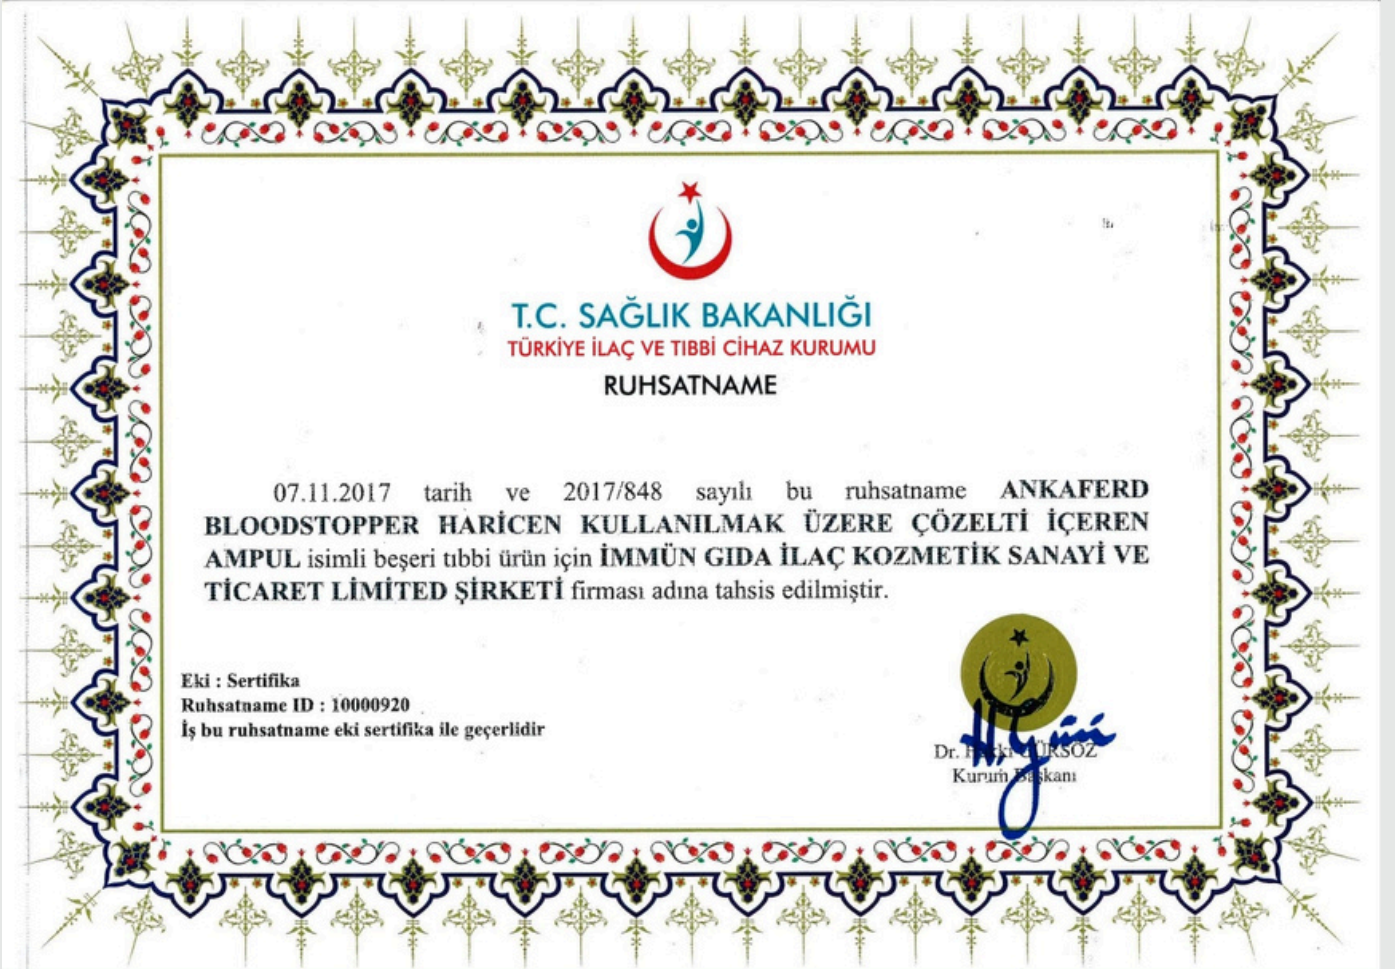 T.C. SAĞLIK BAKANLIĞI
TÜRKİYE İLAÇ VE TIBBİ CİHAZ KURUMU
RUHSATNAME
07.11.2017 tarih ve 2017/848 sayılı bu ruhsatname ANKAFERD
BLOODSTOPPER HARİCEN KULLANILMAK ÜZERE ÇÖZELTİ İÇEREN
AMPUL isimli beşeri tıbbi ürün için İMMÜN GIDA İLAÇ KOZMETİK SANAYİ VE
TİCARET LİMİTED ŞİRKETİ firması adına tahsis edilmiştir.
Eki : Sertifika
Ruhsatname ID : 10000920
İş bu ruhsatname eki sertifika ile geçerlidir
Dr. Hakkı GÜRSÖZ
Kurum Başkanı